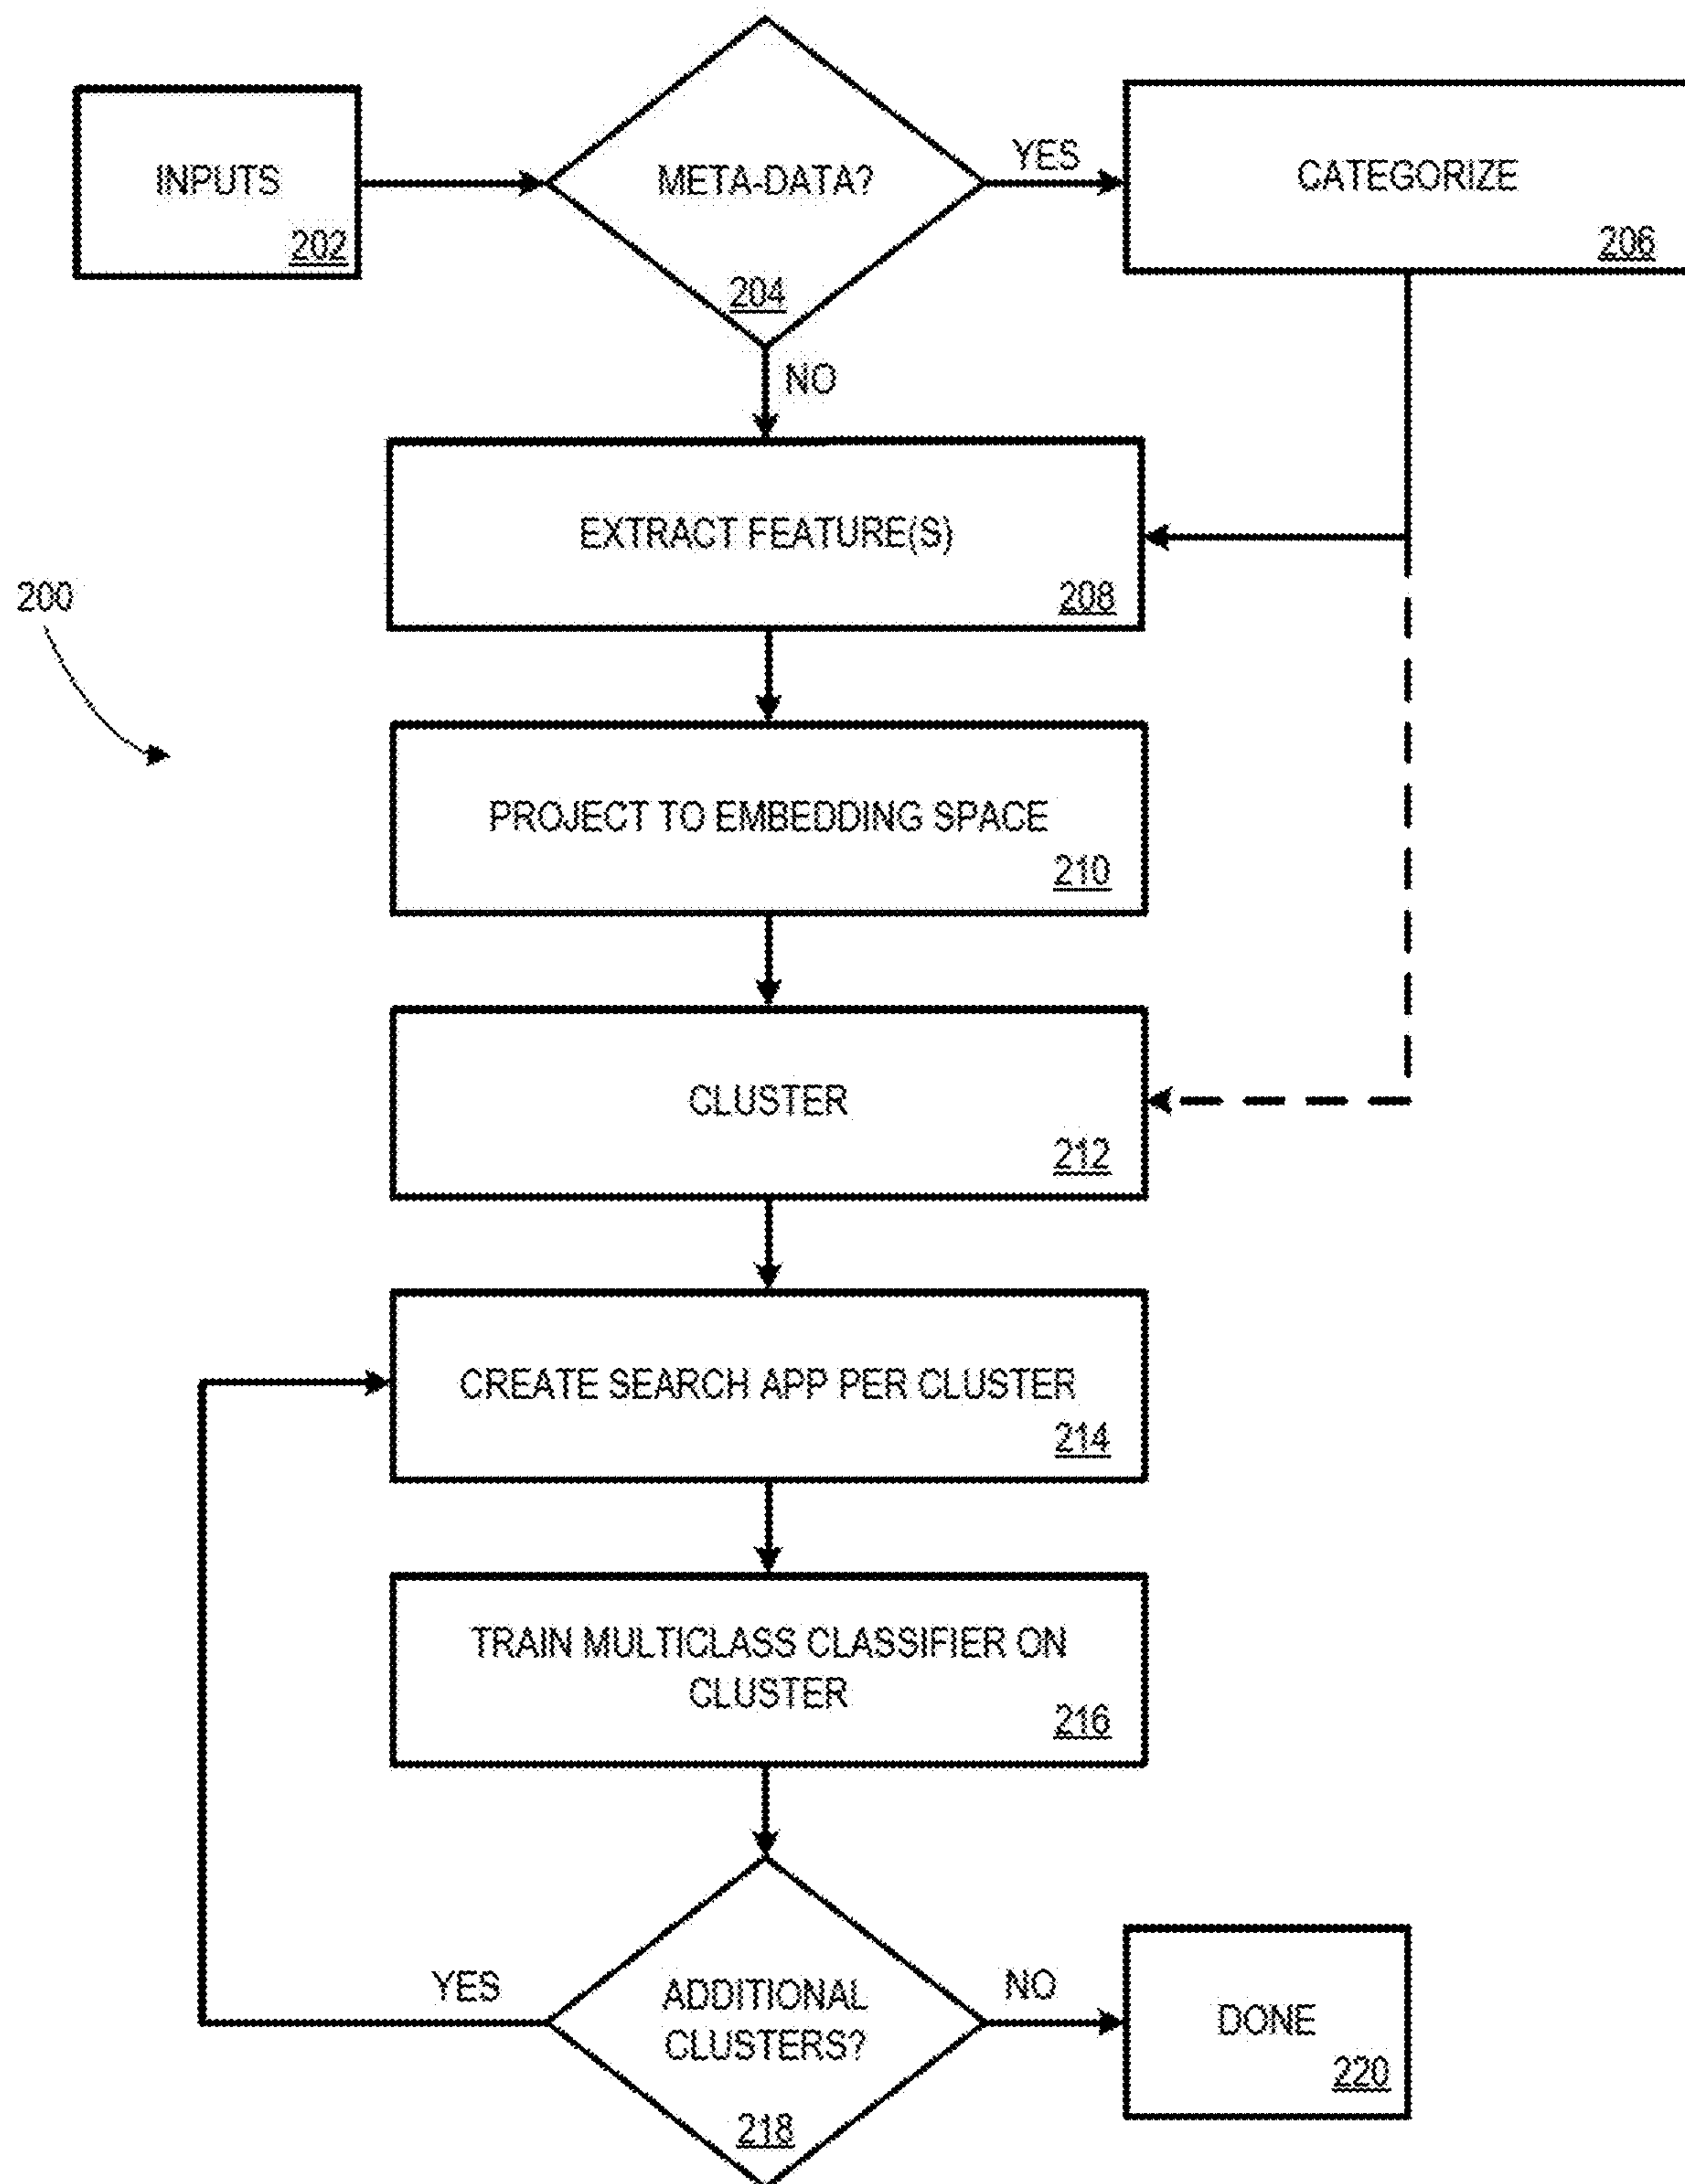 INPUTS
202
META-DATA?
204
YES
CATEGORIZE
206
NO
EXTRACT FEATURE(S)
208
200
PROJECT TO EMBEDDING SPACE
210
CLUSTER
212
CREATE SEARCH APP PER CLUSTER
214
TRAIN MULTICLASS CLASSIFIER ON
CLUSTER
216
YES
ADDITIONAL
CLUSTERS?
218
NO
DONE
220